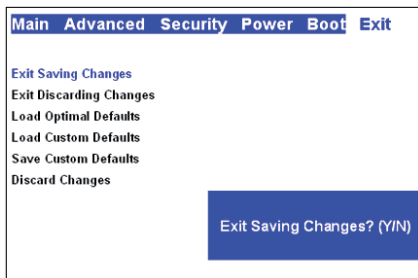 Main Advanced Security Power Boot Exit
Exit Saving Changes
Exit Discarding Changes
Load Optimal Defaults
Load Custom Defaults
Save Custom Defaults
Discard Changes
Exit Saving Changes? (Y/N)